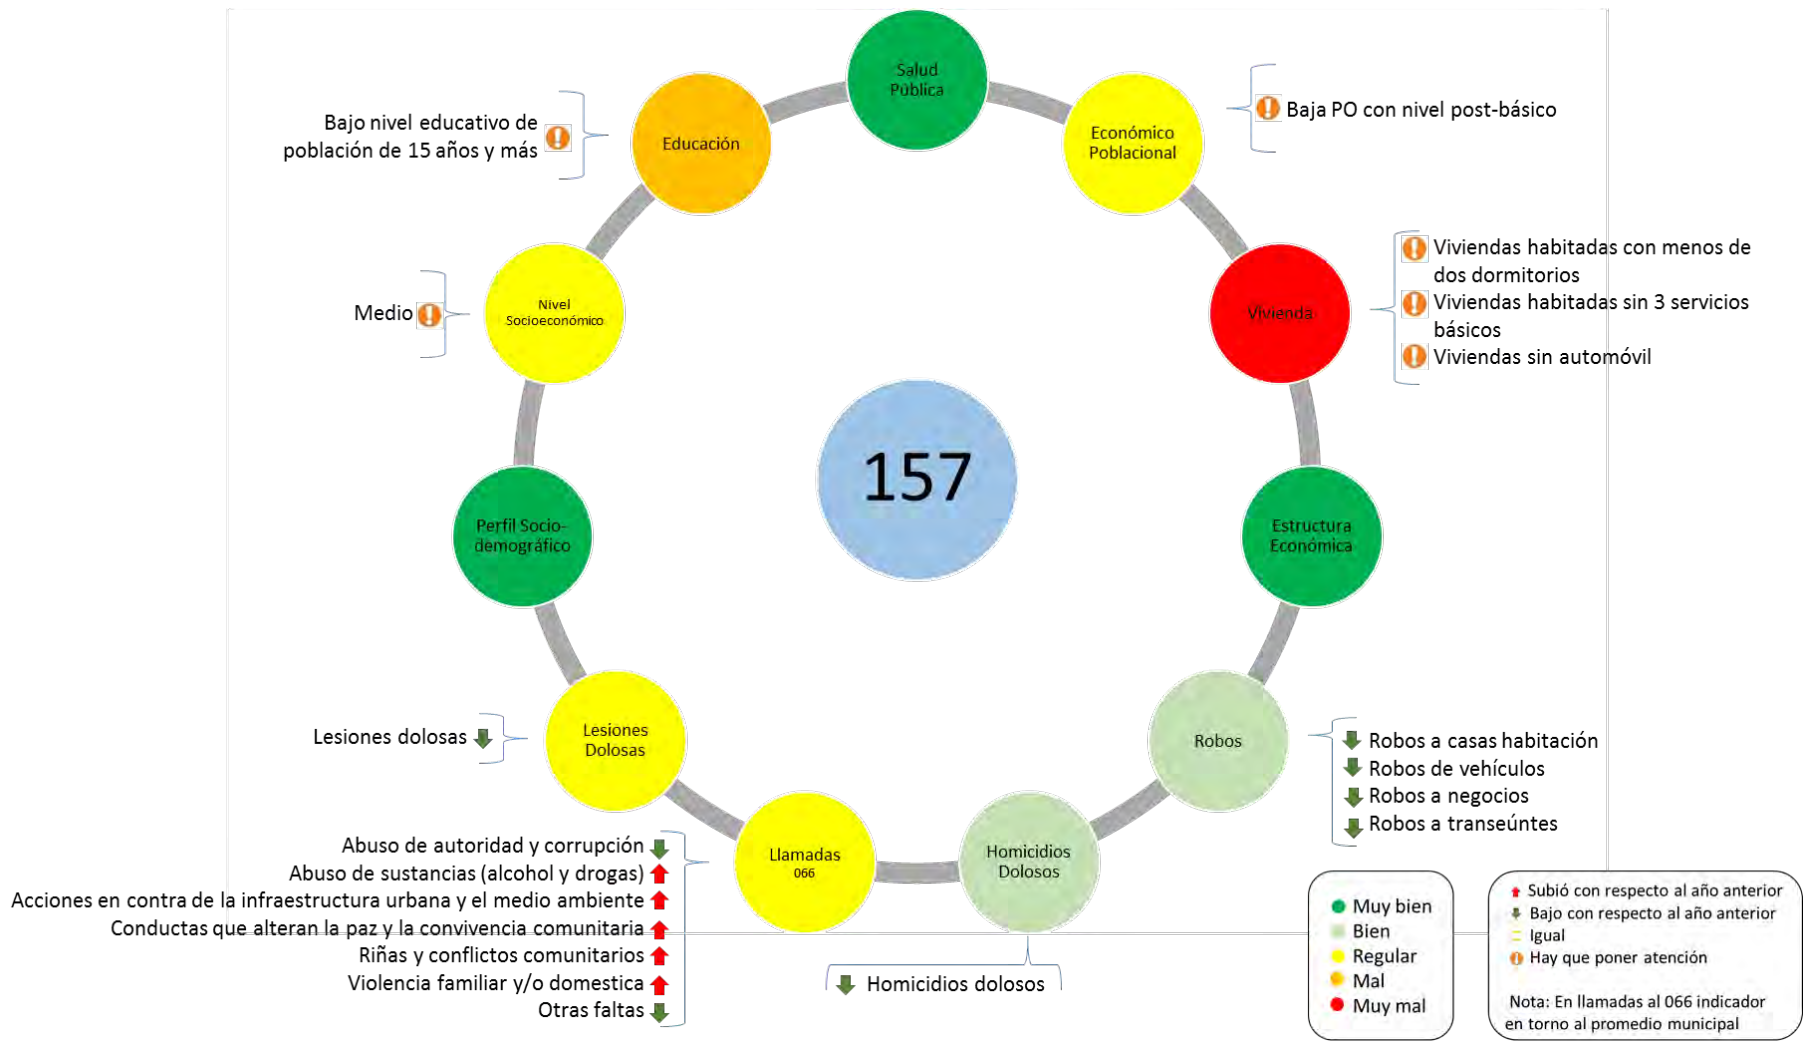 Salud
Pública
Económico
Poblacional
Baja PO con nivel post-básico
Bajo nivel educativo de
población de 15 años y más
Educación
Viviendas habitadas con menos de
dos dormitorios
Viviendas habitadas sin 3 servicios
básicos
Viviendas sin automóvil
Vivienda
Medio
Nivel
Socioeconómico
157
Perfil Socio-
demográfico
Estructura
Económica
Lesiones dolosas
Lesiones
Dolosas
Robos
Robos a casas habitación
Robos de vehículos
Robos a negocios
Robos a transeúntes
Abuso de autoridad y corrupción
Abuso de sustancias (alcohol y drogas)
Acciones en contra de la infraestructura urbana y el medio ambiente
Conductas que alteran la paz y la convivencia comunitaria
Riñas y conflictos comunitarios
Violencia familiar y/o domestica
Otras faltas
Llamadas
066
Homicidios
Dolosos
Homicidios dolosos
Muy bien
Bien
Regular
Mal
Muy mal
Subió con respecto al año anterior
Bajo con respecto al año anterior
Igual
Hay que poner atención
Nota: En llamadas al 066 indicador
en torno al promedio municipal